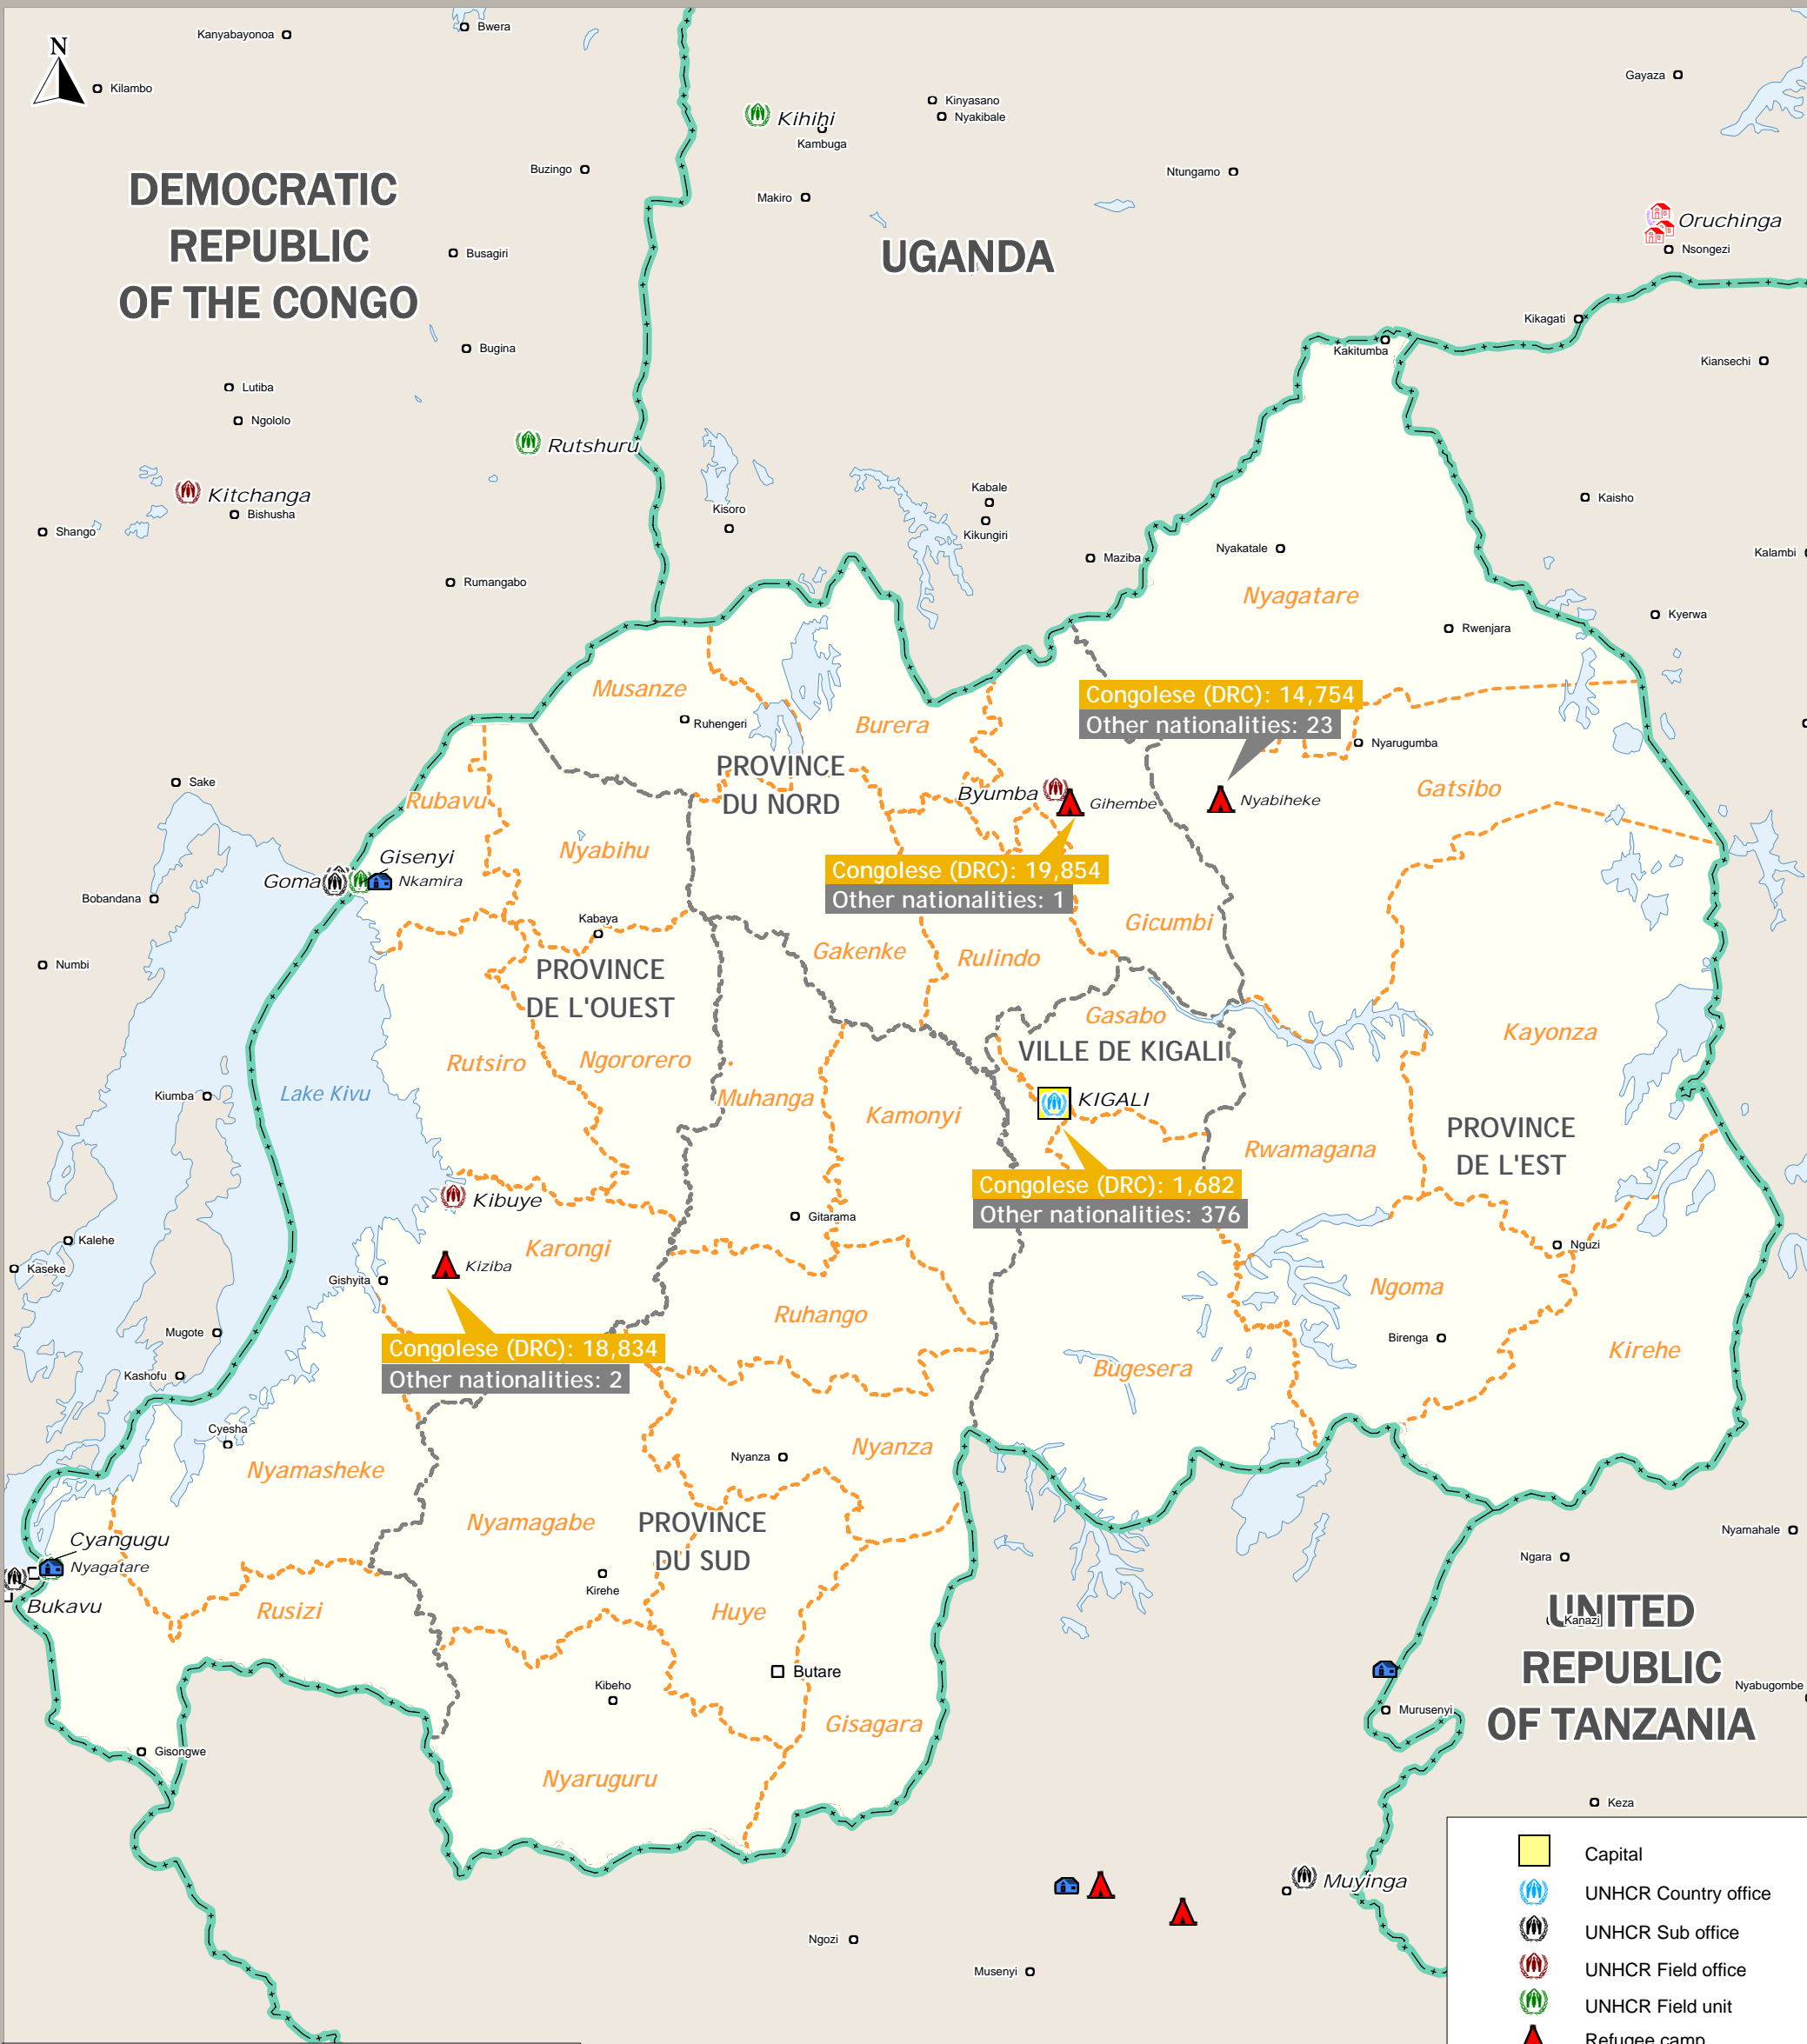 Kanyabayonoa
Bwera
N
Kilambo
Gayaza
Kinyasano
Nyakibale
Kihihi
Kambuga
Buzingo
Ntungamo
DEMOCRATIC
REPUBLIC
OF THE CONGO
Makiro
Oruchinga
Nsongezi
Busagiri
UGANDA
Kikagati
Bugina
Kakitumba
Kiansechi
Lutiba
Ngololo
Rutshuru
Kitchanga
Bishusha
Kabale
Kaisho
Shango
Kisoro
Kikungiri
Maziba
Nyakatale
Kalambi
Rumangabo
Nyagatare
Kyerwa
Rwenjara
Musanze
Congolese (DRC): 14,754
Other nationalities: 23
Ruhengeri
Burera
Nyarugumba
Sake
PROVINCE
DU NORD
Byumba
Gihembe
Nyabiheke
Gatsibo
Rubavu
Nyabihu
Gisenyi
Goma
Nkamira
Congolese (DRC): 19,854
Other nationalities: 1
Bobandana
Kabaya
Gicumbi
Gakenke
Rulindo
Numbi
PROVINCE
DE L'OUEST
Gasabo
Kayonza
VILLE DE KIGALI
Rutsiro
Ngororero
Lake Kivu
Kiumba
Muhanga
Kamonyi
KIGALI
PROVINCE
DE L'EST
Rwamagana
Congolese (DRC): 1,682
Other nationalities: 376
Kibuye
Gitarama
Kalehe
Karongi
Nguzi
Kaseke
Kiziba
Gishyita
Ngoma
Ruhango
Mugote
Birenga
Congolese (DRC): 18,834
Other nationalities: 2
Kirehe
Bugesera
Kashofu
Cyesha
Nyanza
Nyanza
Nyamasheke
Nyamagabe
PROVINCE
DU SUD
Nyamahale
Cyangugu
Nyagatare
Ngara
Kirehe
Bukavu
Rusizi
Huye
UNITED
REPUBLIC
OF TANZANIA
Kanazi
Butare
Kibeho
Nyabugombe
Murusenyi
Gisagara
Gisongwe
Nyaruguru
Keza
Capital
Muyinga
UNHCR Country office
UNHCR Sub office
Ngozi
Musenyi
UNHCR Field office
UNHCR Field unit
Refugee camp